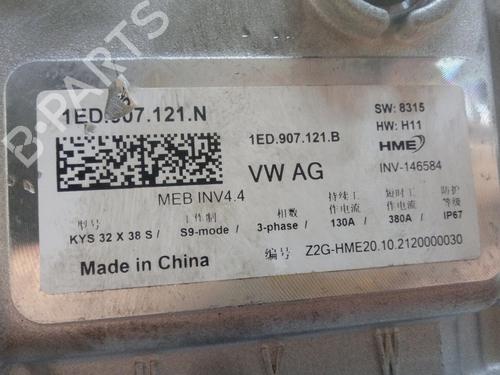 1ED.907.121.N
SW: 8315
HW: H11
1ED.907.121.B
HME
VW AG
INV-146584
MEB INV4.4
型号 工作制 相数 持续工作电流 短时工作电流 防护等级
KYS 32 X 38 S / S9-mode / 3-phase / 130A / 380A / IP67
Made in China
编号 Z2G-HME20.10.2120000030
B-PARTS